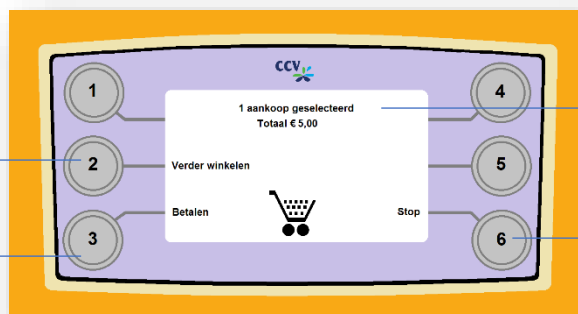 ccv
1
4
1 aankoop geselecteerd
Totaal € 5,00
2
Verder winkelen
5
3
Betalen
Stop
6